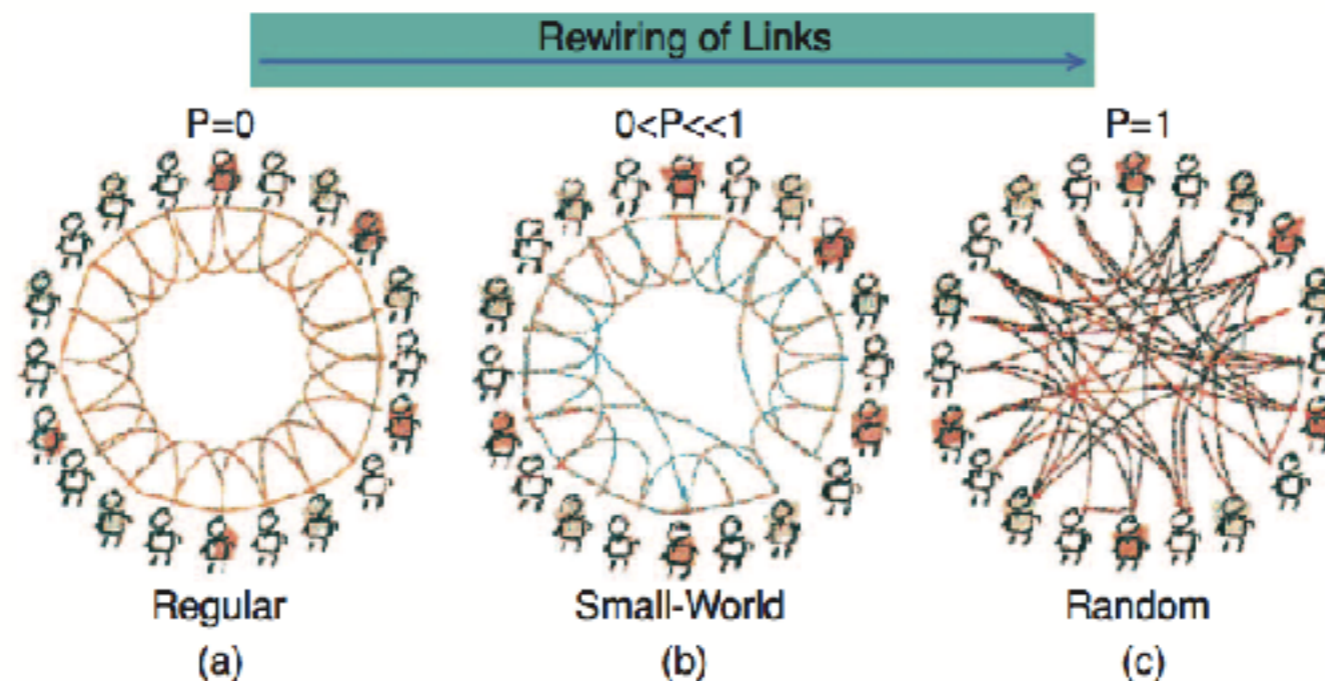 Rewiring of Links
P=0
0<P<<1
P=1
Regular
Small-World
Random
(a)
(b)
(c)